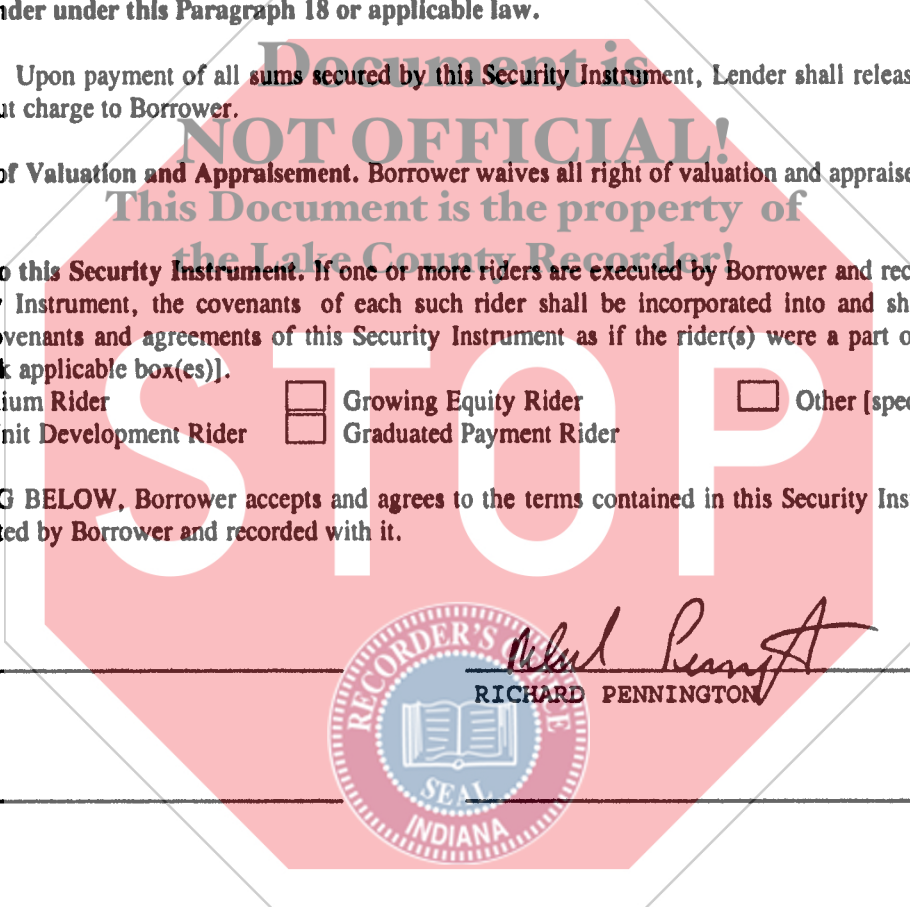 nder under this Paragraph 18 or applicable law.
Document is
Upon payment of all sums secured by this Security Instrument, Lender shall releas
ut charge to Borrower.
NOT OFFICIAL!
of Valuation and Appraisement. Borrower waives all right of valuation and appraise
This Document is the property of
the Lake County Recorder!
o this Security Instrument. If one or more riders are executed by Borrower and rec
Instrument, the covenants of each such rider shall be incorporated into and sh
venants and agreements of this Security Instrument as if the rider(s) were a part o
k applicable box(es)].
STOP
ium Rider Growing Equity Rider Other [spec
nit Development Rider Graduated Payment Rider
G BELOW, Borrower accepts and agrees to the terms contained in this Security Ins
ted by Borrower and recorded with it.
RICHARD PENNINGTON
RECORDER'S OFFICE
SEAL
INDIANA